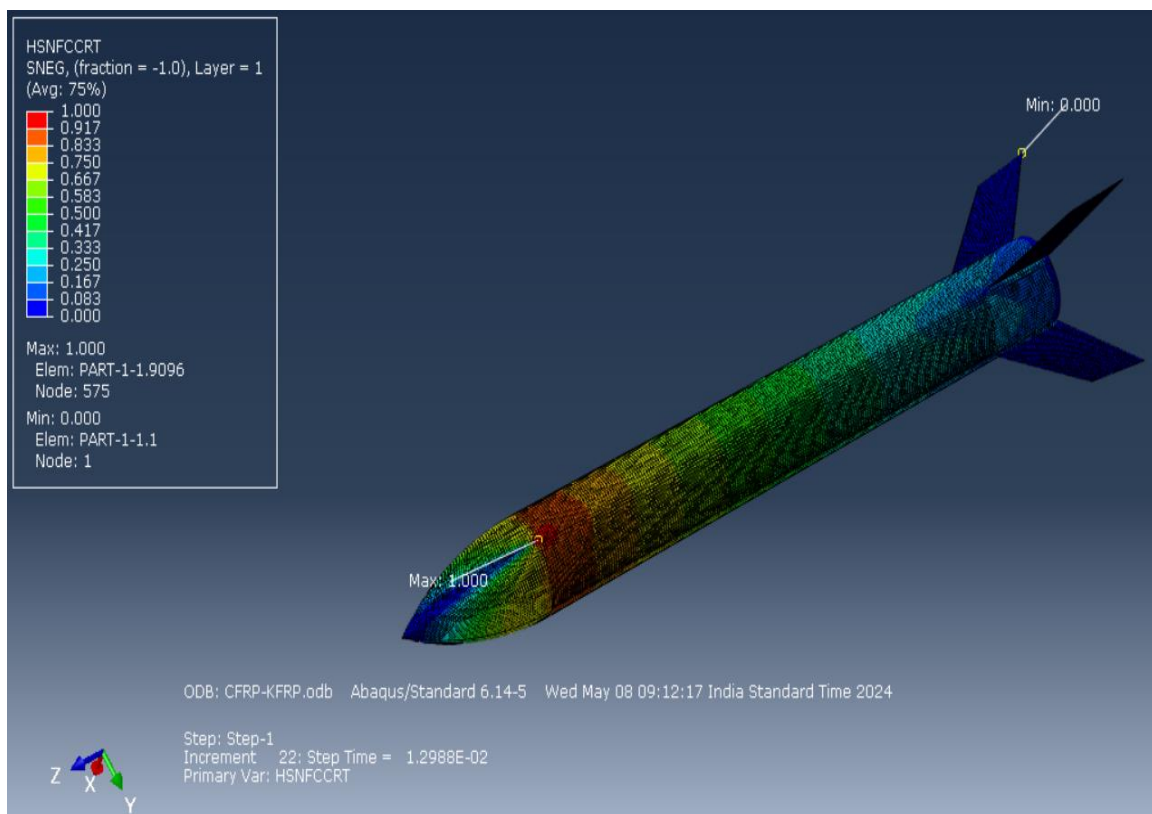 HSNFCCRT
SNEG, (fraction = -1.0), Layer = 1
(Avg: 75%)
1.000
0.917
0.833
0.750
0.667
0.583
0.500
0.417
0.333
0.250
0.167
0.083
0.000
Max: 1.000
Elem: PART-1-1.9096
Node: 575
Min: 0.000
Elem: PART-1-1.1
Node: 1
Min: 0.000
Max: 1.000
ODB: CFRP-KFRP.odb Abaqus/Standard 6.14-5 Wed May 08 09:12:17 India Standard Time 2024
Step: Step-1
Increment 22: Step Time = 1.2988E-02
Primary Var: HSNFCCRT
Z
X
Y